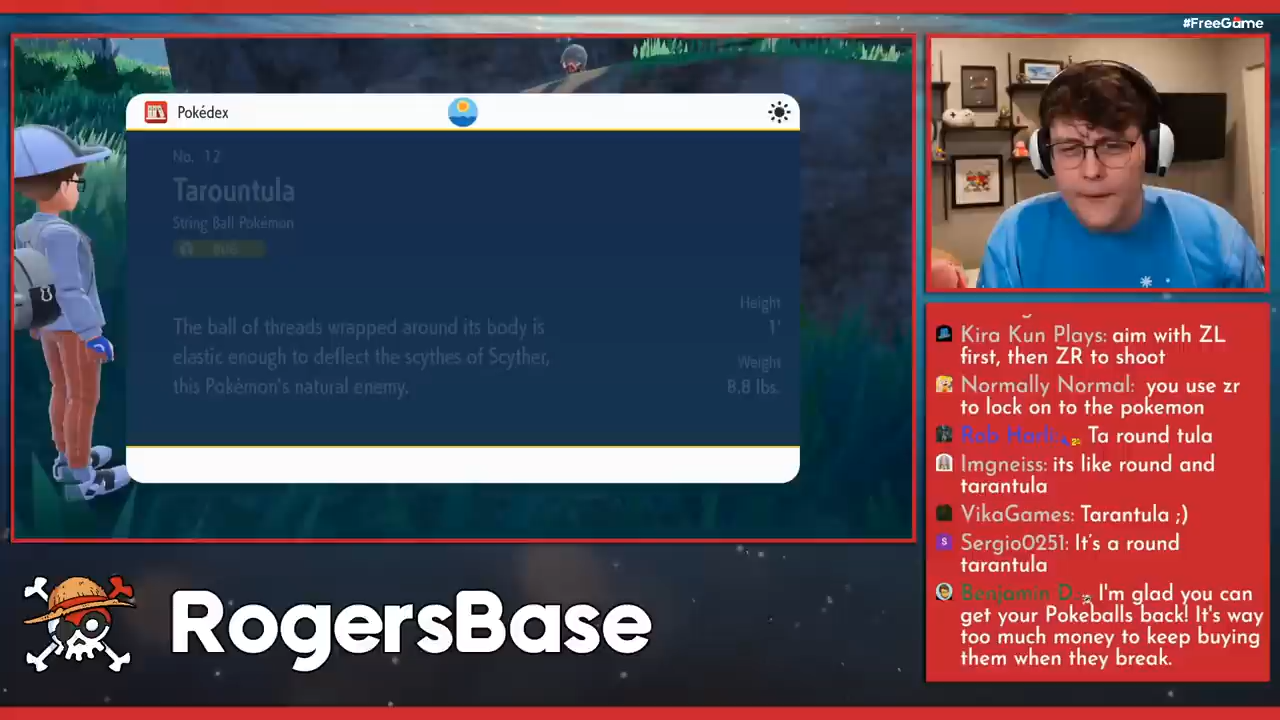 #FreeGame
Pokédex
No. 12
Tarountula
String Ball Pokémon
BUG
Height
The ball of threads wrapped around its body is
1'
elastic enough to deflect the scythes of Scyther,
Weight
this Pokémon's natural enemy.
8.8 lbs.
Kira Kun Plays: aim with ZL
first, then ZR to shoot
Normally Normal: you use zr
to lock on to the pokemon
Rob Horli: Ta round tula
Imgneiss: its like round and
tarantula
VikaGames: Tarantula ;)
S
Sergio0251: It's a round
tarantula
Benjamin D. I'm glad you can
get your Pokeballs back! It's way
too much money to keep buying
them when they break.
RogersBase